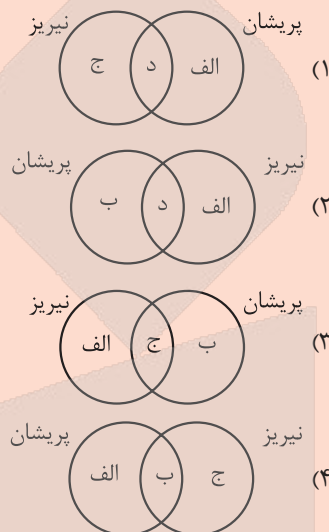 پریشان نیریز
۱) الف د ج
نیریز پریشان
۲) الف د ب
پریشان نیریز
۳) ب ج الف
نیریز پریشان
۴) ج ب الف